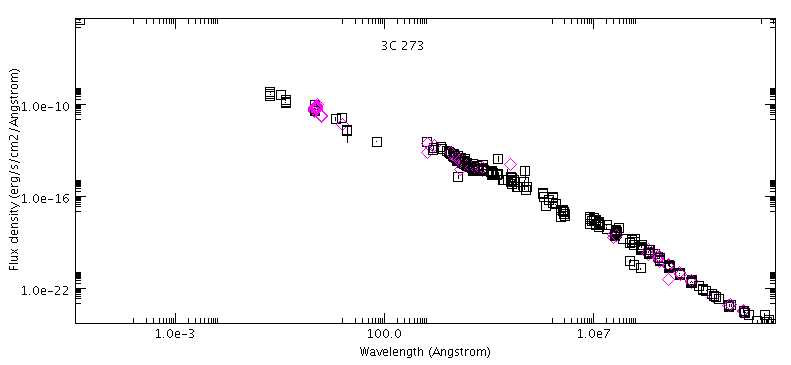 3C 273
Flux density (erg/s/cm2/Angstrom)
1.0e-10
1.0e-16
1.0e-22
1.0e-3
100.0
1.0e7
Wavelength (Angstrom)